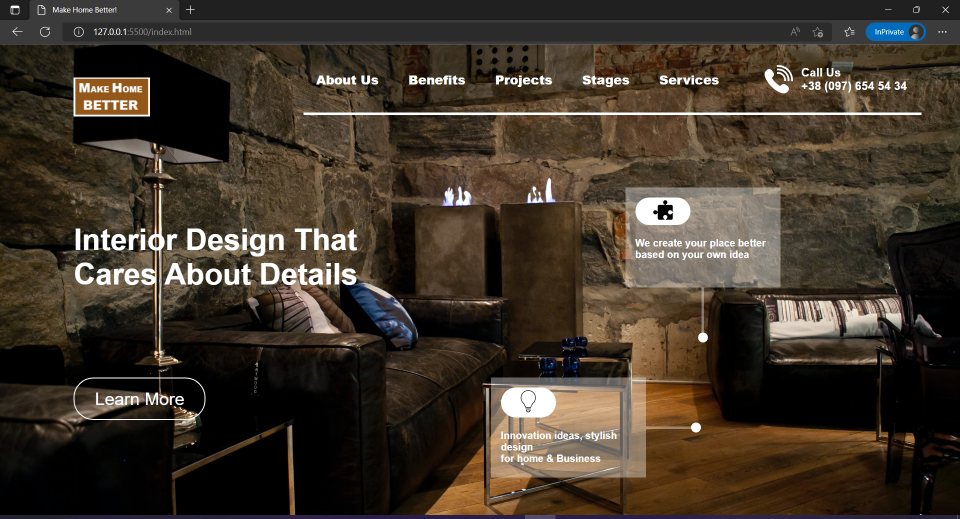 Make Home Better!
127.0.0.1:5500/index.html
InPrivate
MAKE HOME
BETTER
About Us
Benefits
Projects
Stages
Services
Call Us
+38 (097) 654 54 34
Interior Design That
Cares About Details
We create your place better
based on your own idea
Learn More
Innovation ideas, stylish
design
for home & Business